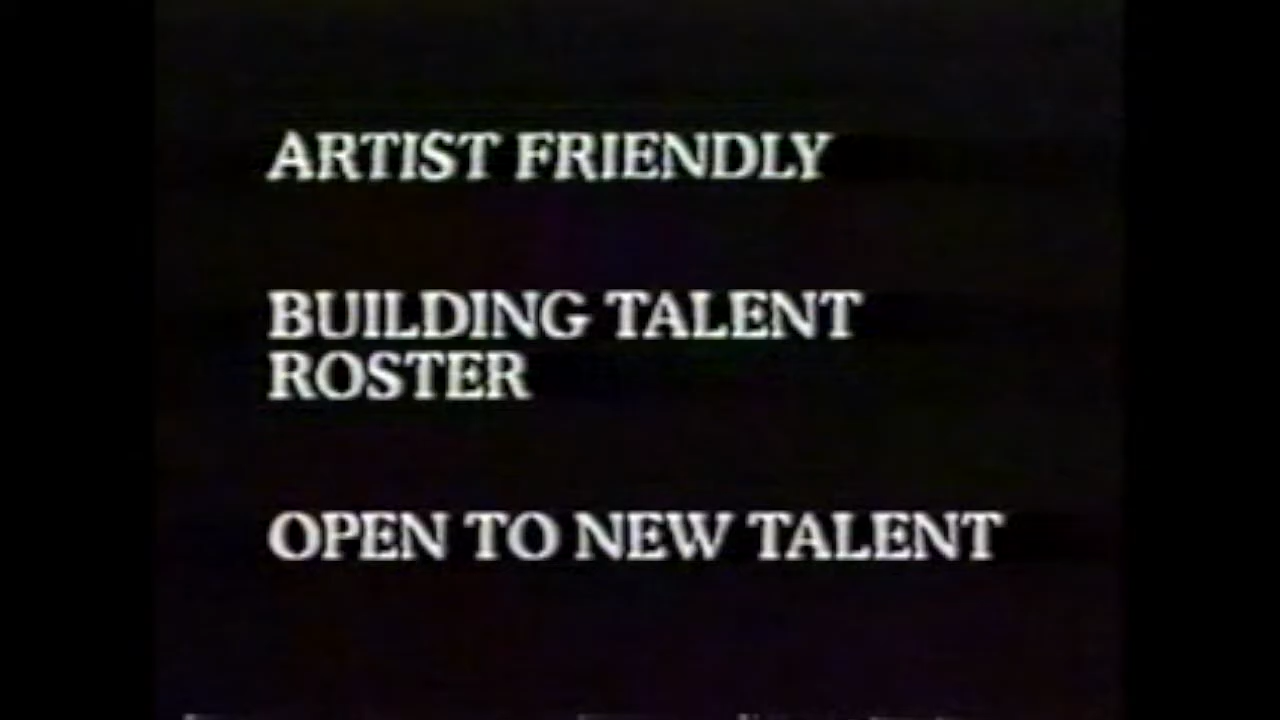 ARTIST FRIENDLY
BUILDING TALENT
ROSTER
OPEN TO NEW TALENT